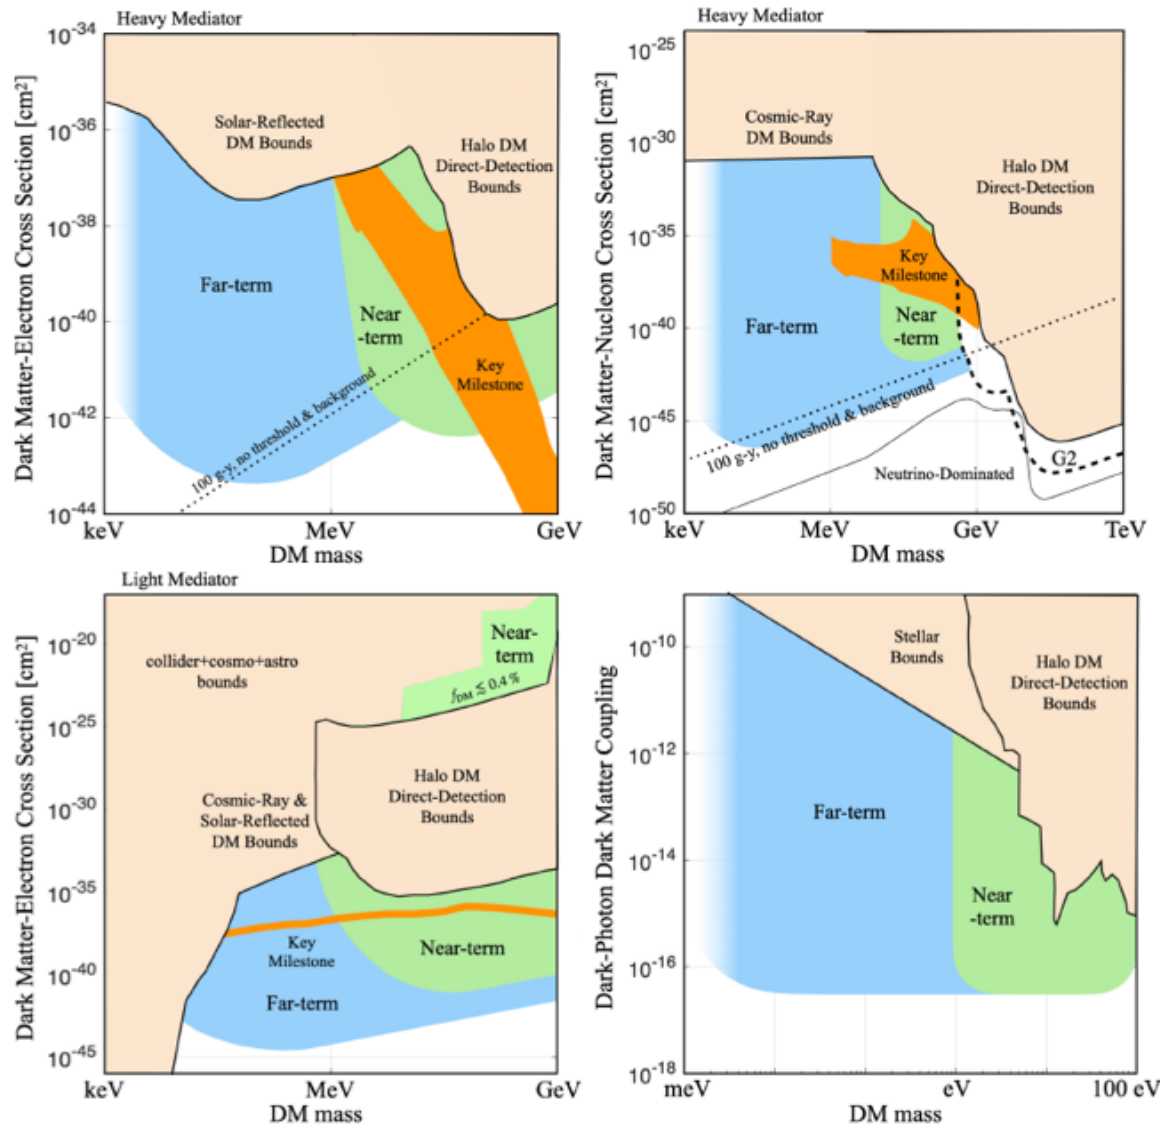 Heavy Mediator
Dark Matter-Electron Cross Section [cm²]
10⁻³⁴
10⁻³⁶
10⁻³⁸
10⁻⁴⁰
10⁻⁴²
10⁻⁴⁴
Solar-Reflected
DM Bounds
Halo DM
Direct-Detection
Bounds
Far-term
Near
-term
Key
Milestone
100 g-y, no threshold & background
keV
MeV
GeV
DM mass
Heavy Mediator
Dark Matter-Nucleon Cross Section [cm²]
10⁻²⁵
10⁻³⁰
10⁻³⁵
10⁻⁴⁰
10⁻⁴⁵
10⁻⁵⁰
Cosmic-Ray
DM Bounds
Halo DM
Direct-Detection
Bounds
Key
Milestone
Far-term
Near
-term
100 g-y, no threshold & background
G2
Neutrino-Dominated
keV
MeV
GeV
TeV
DM mass
Light Mediator
Dark Matter-Electron Cross Section [cm²]
10⁻²⁰
10⁻²⁵
10⁻³⁰
10⁻³⁵
10⁻⁴⁰
10⁻⁴⁵
collider+cosmo+astro
bounds
Near-
term
f_DM ≲ 0.4 %
Halo DM
Direct-Detection
Bounds
Cosmic-Ray &
Solar-Reflected
DM Bounds
Key
Milestone
Near-term
Far-term
keV
MeV
GeV
DM mass
Dark-Photon Dark Matter Coupling
10⁻¹⁰
10⁻¹²
10⁻¹⁴
10⁻¹⁶
10⁻¹⁸
Stellar
Bounds
Halo DM
Direct-Detection
Bounds
Far-term
Near
-term
meV
eV
100 eV
DM mass